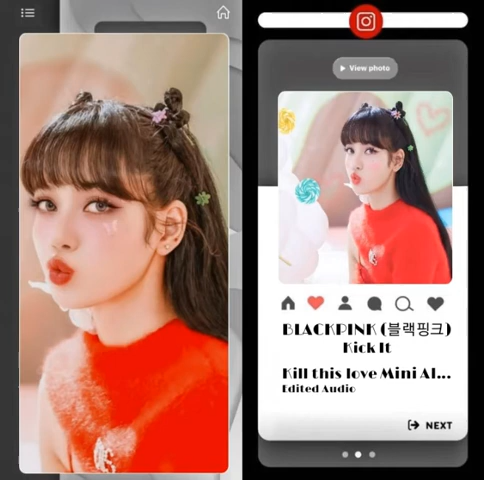 View photo
BLACKPINK (블랙핑크)
Kick It
Kill this love Mini Al...
Edited Audio
NEXT